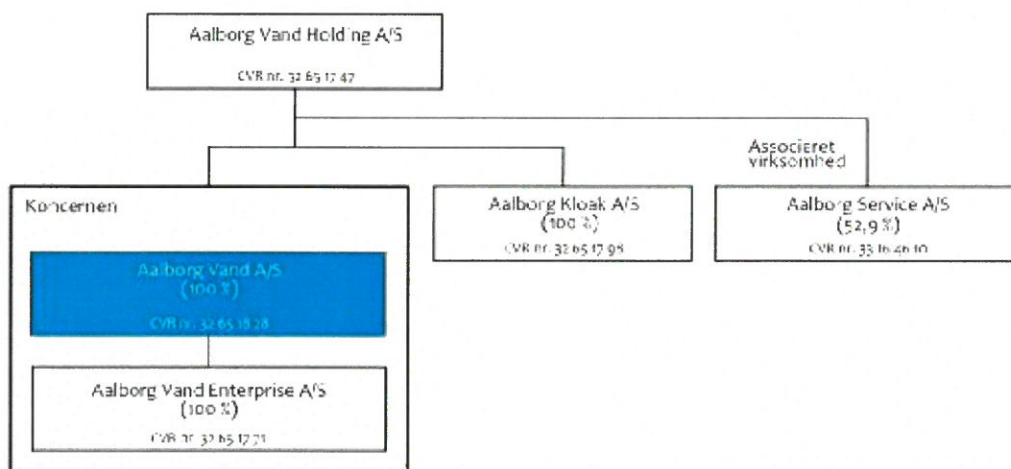 Aalborg Vand Holding A/S
CVR nr. 32 65 17 47
Associeret
virksomhed
Koncernen
Aalborg Kloak A/S
(100 %)
CVR nr. 32 65 17 98
Aalborg Service A/S
(52,9 %)
CVR nr. 33 16 46 10
Aalborg Vand A/S
(100 %)
CVR nr. 32 65 18 28
Aalborg Vand Enterprise A/S
(100 %)
CVR nr. 32 65 17 71